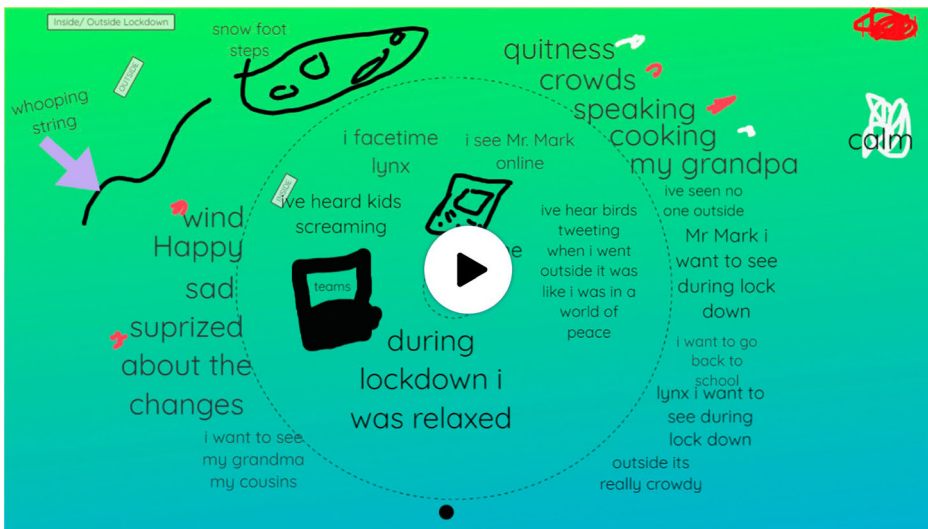 Inside/ Outside Lockdown
OUTSIDE
snow foot
steps
whooping
string
quitness
crowds
speaking
cooking
my grandpa
calm
i facetime
lynx
i see Mr. Mark
online
INSIDE
ive heard kids
screaming
teams
ive hear birds
tweeting
when i went
outside it was
like i was in a
world of
peace
during
lockdown i
was relaxed
wind
Happy
sad
suprized
about the
changes
i want to see
my grandma
my cousins
ive seen no
one outside
Mr Mark i
want to see
during lock
down
i want to go
back to
school
lynx i want to
see during
lock down
outside its
really crowdy